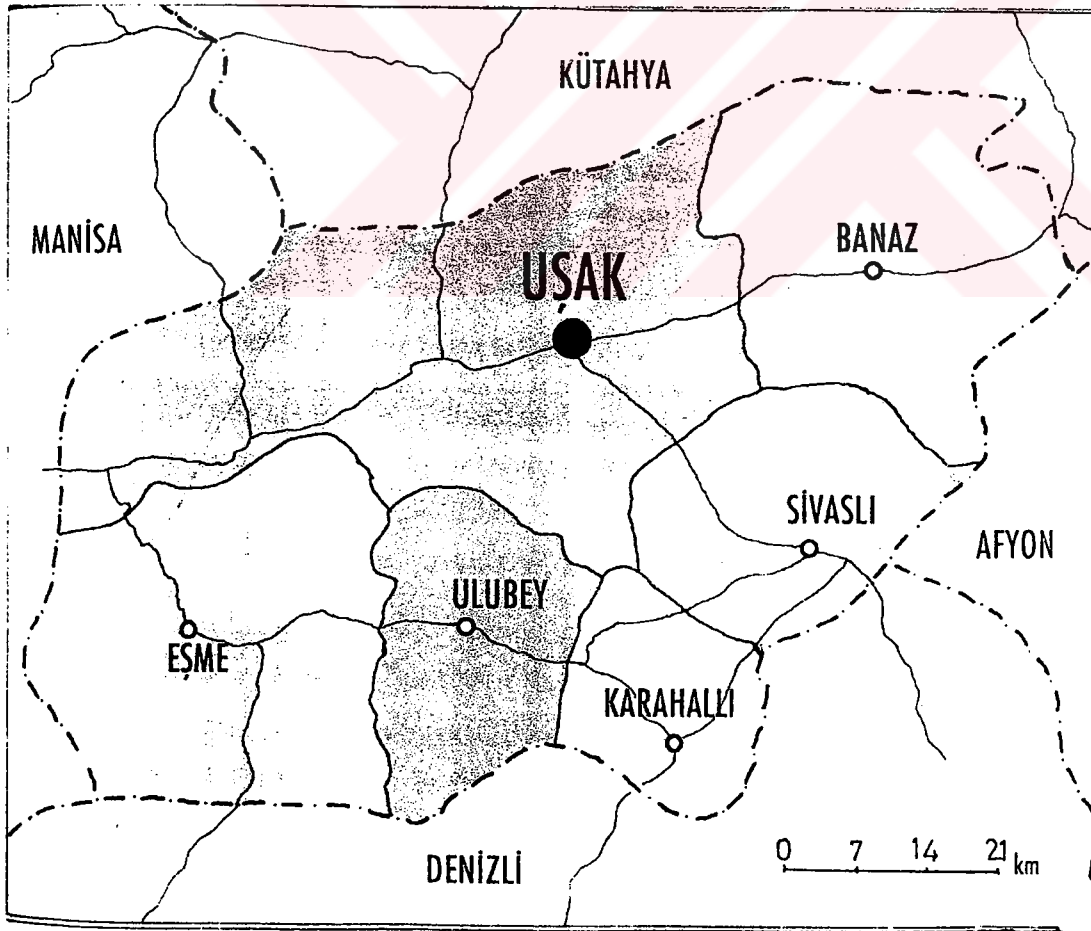 KÜTAHYA
MANİSA
BANAZ
UŞAK
SİVASLI
AFYON
ULUBEY
EŞME
KARAHALLI
DENİZLİ
0 7 14 21 km